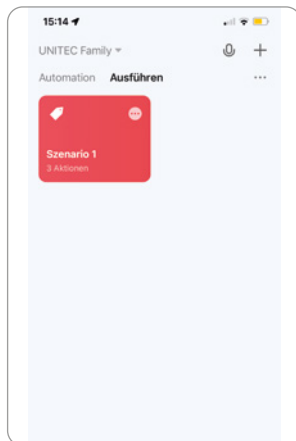 15:14
UNITEC Family
Automation Ausführen
Szenario 1
3 Aktionen